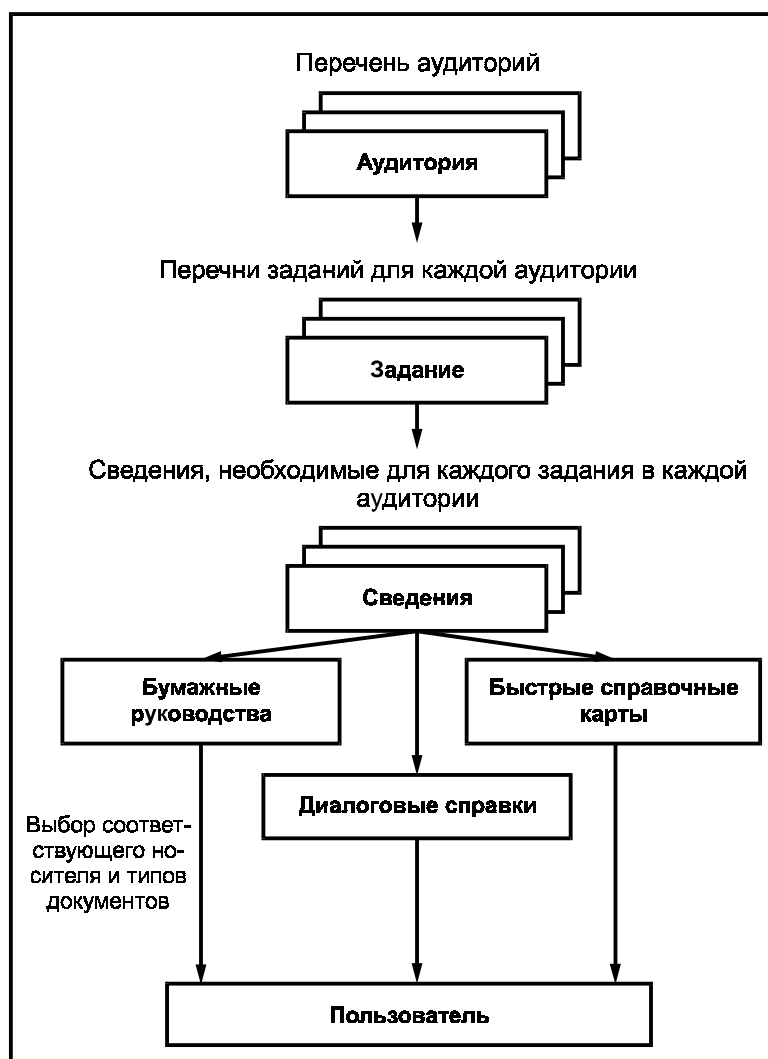 Перечень аудиторий
Аудитория
Перечни заданий для каждой аудитории
Задание
Сведения, необходимые для каждого задания в каждой
аудитории
Сведения
Бумажные
руководства
Быстрые справочные
карты
Диалоговые справки
Выбор соответ-
ствующего но-
сителя и типов
документов
Пользователь